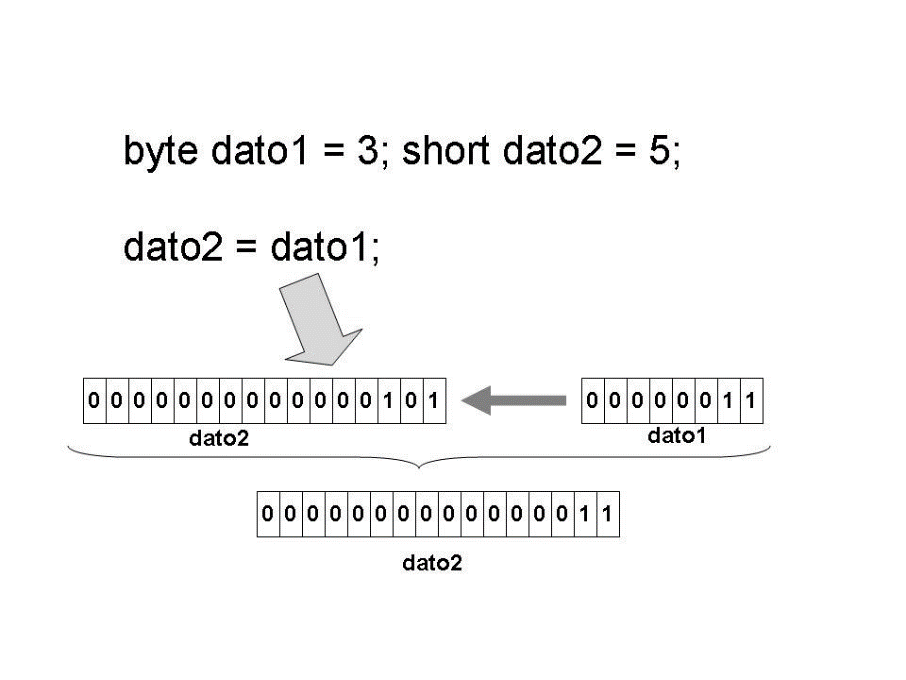 byte dato1 = 3; short dato2 = 5;
dato2 = dato1;
0 0 0 0 0 0 0 0 0 0 0 0 0 1 0 1
0 0 0 0 0 0 1 1
dato2
dato1
0 0 0 0 0 0 0 0 0 0 0 0 0 0 1 1
dato2